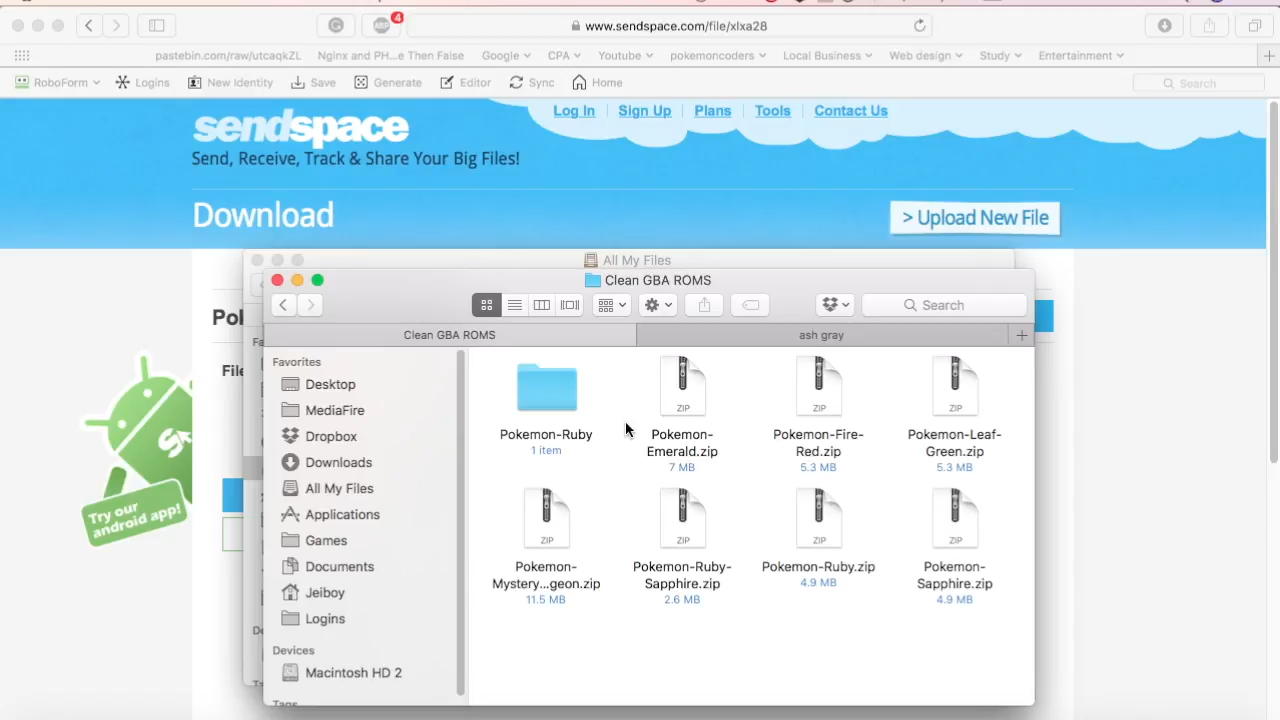 4
www.sendspace.com/file/xlxa28
pastebin.com/raw/utcaqkZL Nginx and PH...e Then False Google CPA Youtube pokemoncoders Local Business Web design Study Entertainment
RoboForm Logins New Identity Save Generate Editor Sync Home Search
Log In Sign Up Plans Tools Contact Us
sendspace
Send, Receive, Track & Share Your Big Files!
Download
> Upload New File
All My Files
Clean GBA ROMS
Search
Clean GBA ROMS ash gray
Favorites
Desktop
MediaFire
Dropbox
Downloads
All My Files
Applications
Games
Documents
Jeiboy
Logins
Devices
Macintosh HD 2
Tags
Pokemon-Ruby
1 item
ZIP
Pokemon-
Emerald.zip
7 MB
ZIP
Pokemon-Fire-
Red.zip
5.3 MB
ZIP
Pokemon-Leaf-
Green.zip
5.3 MB
ZIP
Pokemon-
Mystery...geon.zip
11.5 MB
ZIP
Pokemon-Ruby-
Sapphire.zip
2.6 MB
ZIP
Pokemon-Ruby.zip
4.9 MB
ZIP
Pokemon-
Sapphire.zip
4.9 MB
Pol
File
Try our
android app!